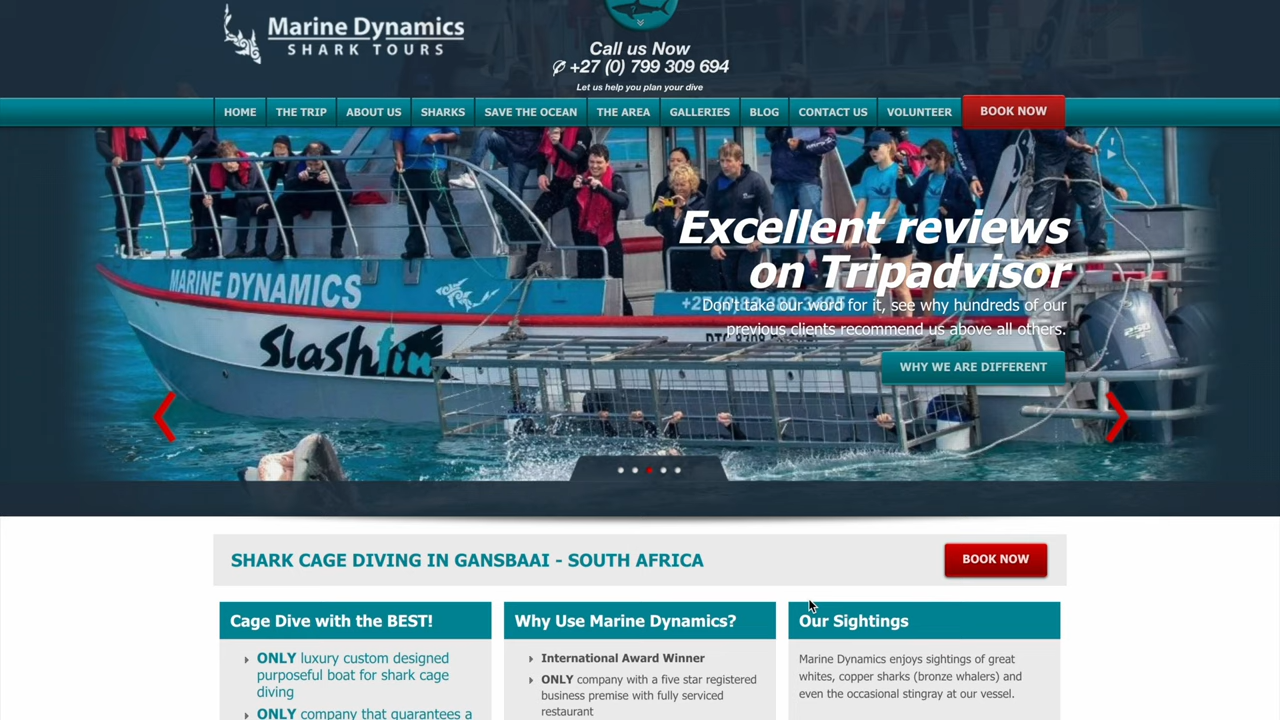 Marine Dynamics
SHARK TOURS
Call us Now
+27 (0) 799 309 694
Let us help you plan your dive
HOME
THE TRIP
ABOUT US
SHARKS
SAVE THE OCEAN
THE AREA
GALLERIES
BLOG
CONTACT US
VOLUNTEER
BOOK NOW
MARINE DYNAMICS
Slashfin
Excellent reviews
on Tripadvisor
Don't take our word for it, see why hundreds of our
previous clients recommend us above all others.
WHY WE ARE DIFFERENT
250
SHARK CAGE DIVING IN GANSBAAI - SOUTH AFRICA
BOOK NOW
Cage Dive with the BEST!
ONLY luxury custom designed
purposeful boat for shark cage
diving
ONLY company that guarantees a
Why Use Marine Dynamics?
International Award Winner
ONLY company with a five star registered
business premise with fully serviced
restaurant
Our Sightings
Marine Dynamics enjoys sightings of great
whites, copper sharks (bronze whalers) and
even the occasional stingray at our vessel.